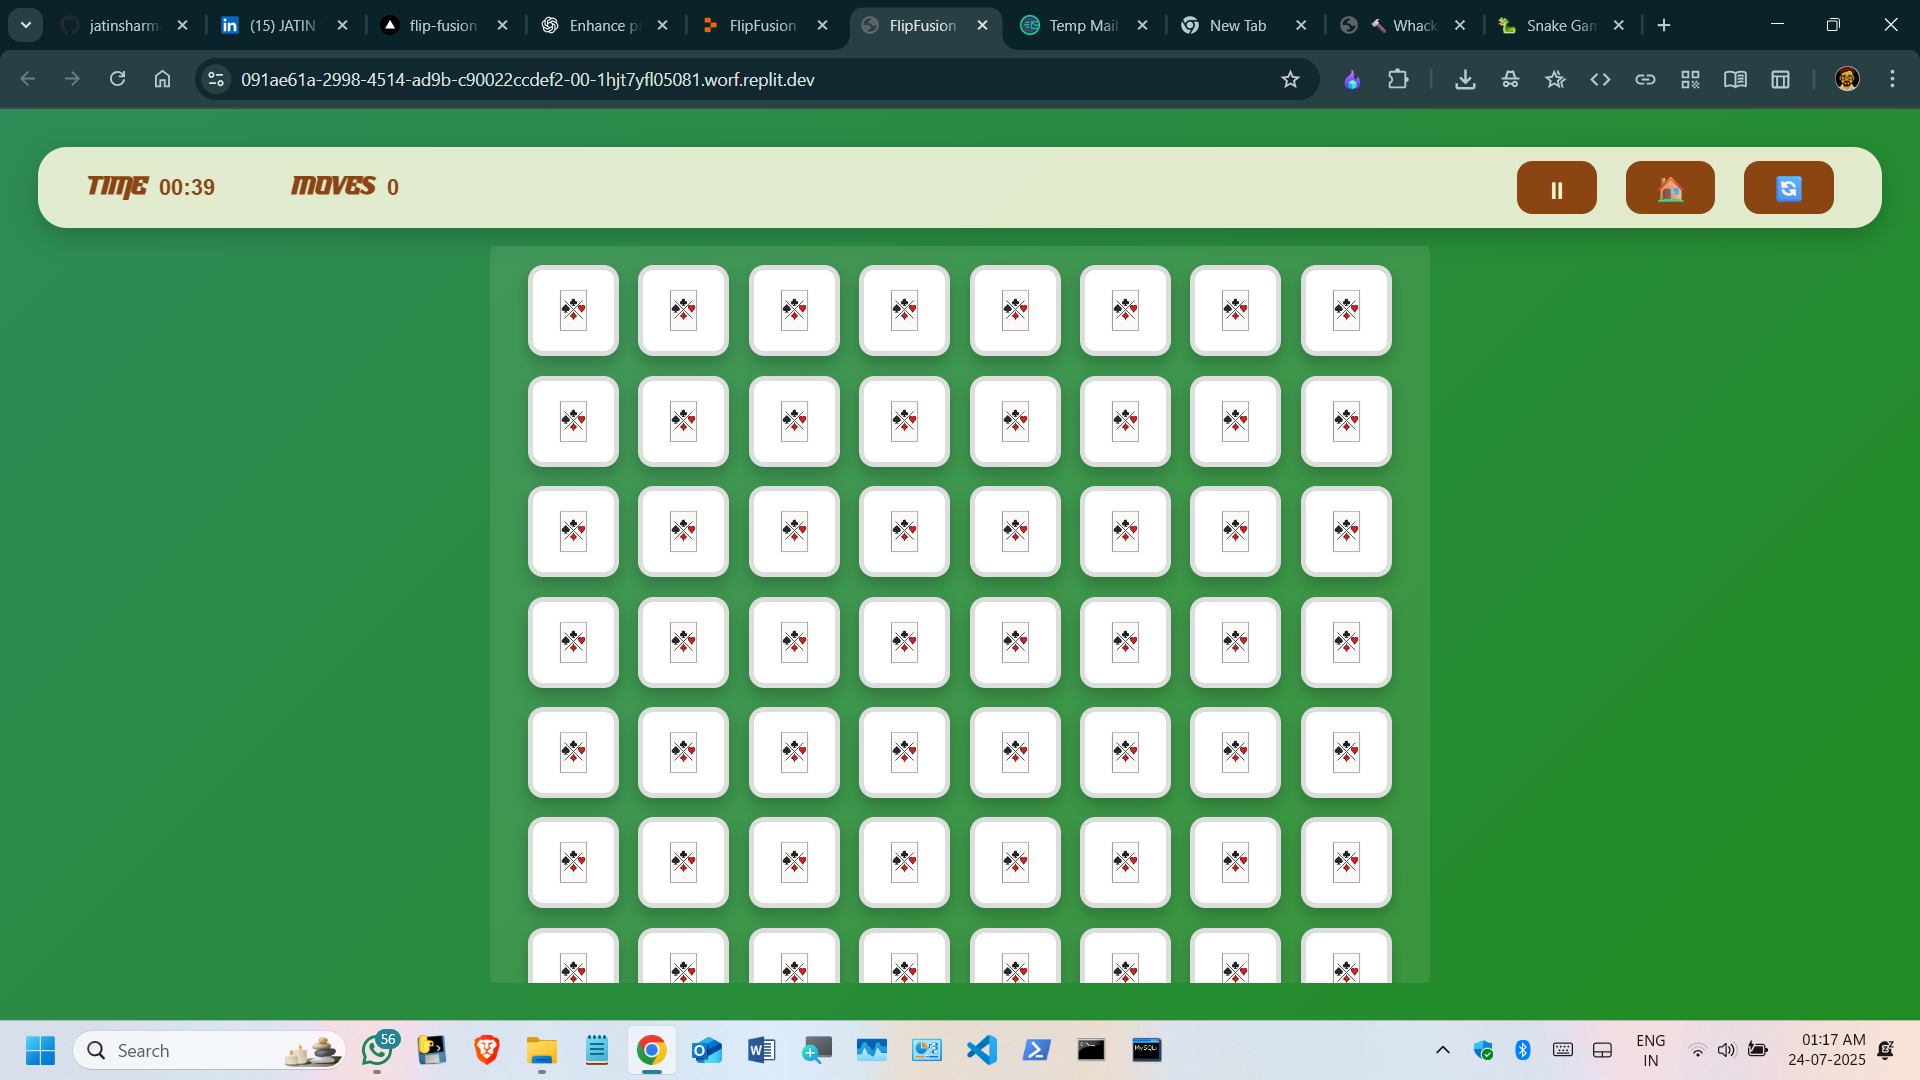 jatinsharma
(15) JATIN
flip-fusion
Enhance p
FlipFusion
FlipFusion
Temp Mail
New Tab
Whack
Snake Gam
091ae61a-2998-4514-ad9b-c90022ccdef2-00-1hjt7yfl05081.worf.replit.dev
TIME 00:39 MOVES 0
Search
56
ENG
IN
01:17 AM
24-07-2025